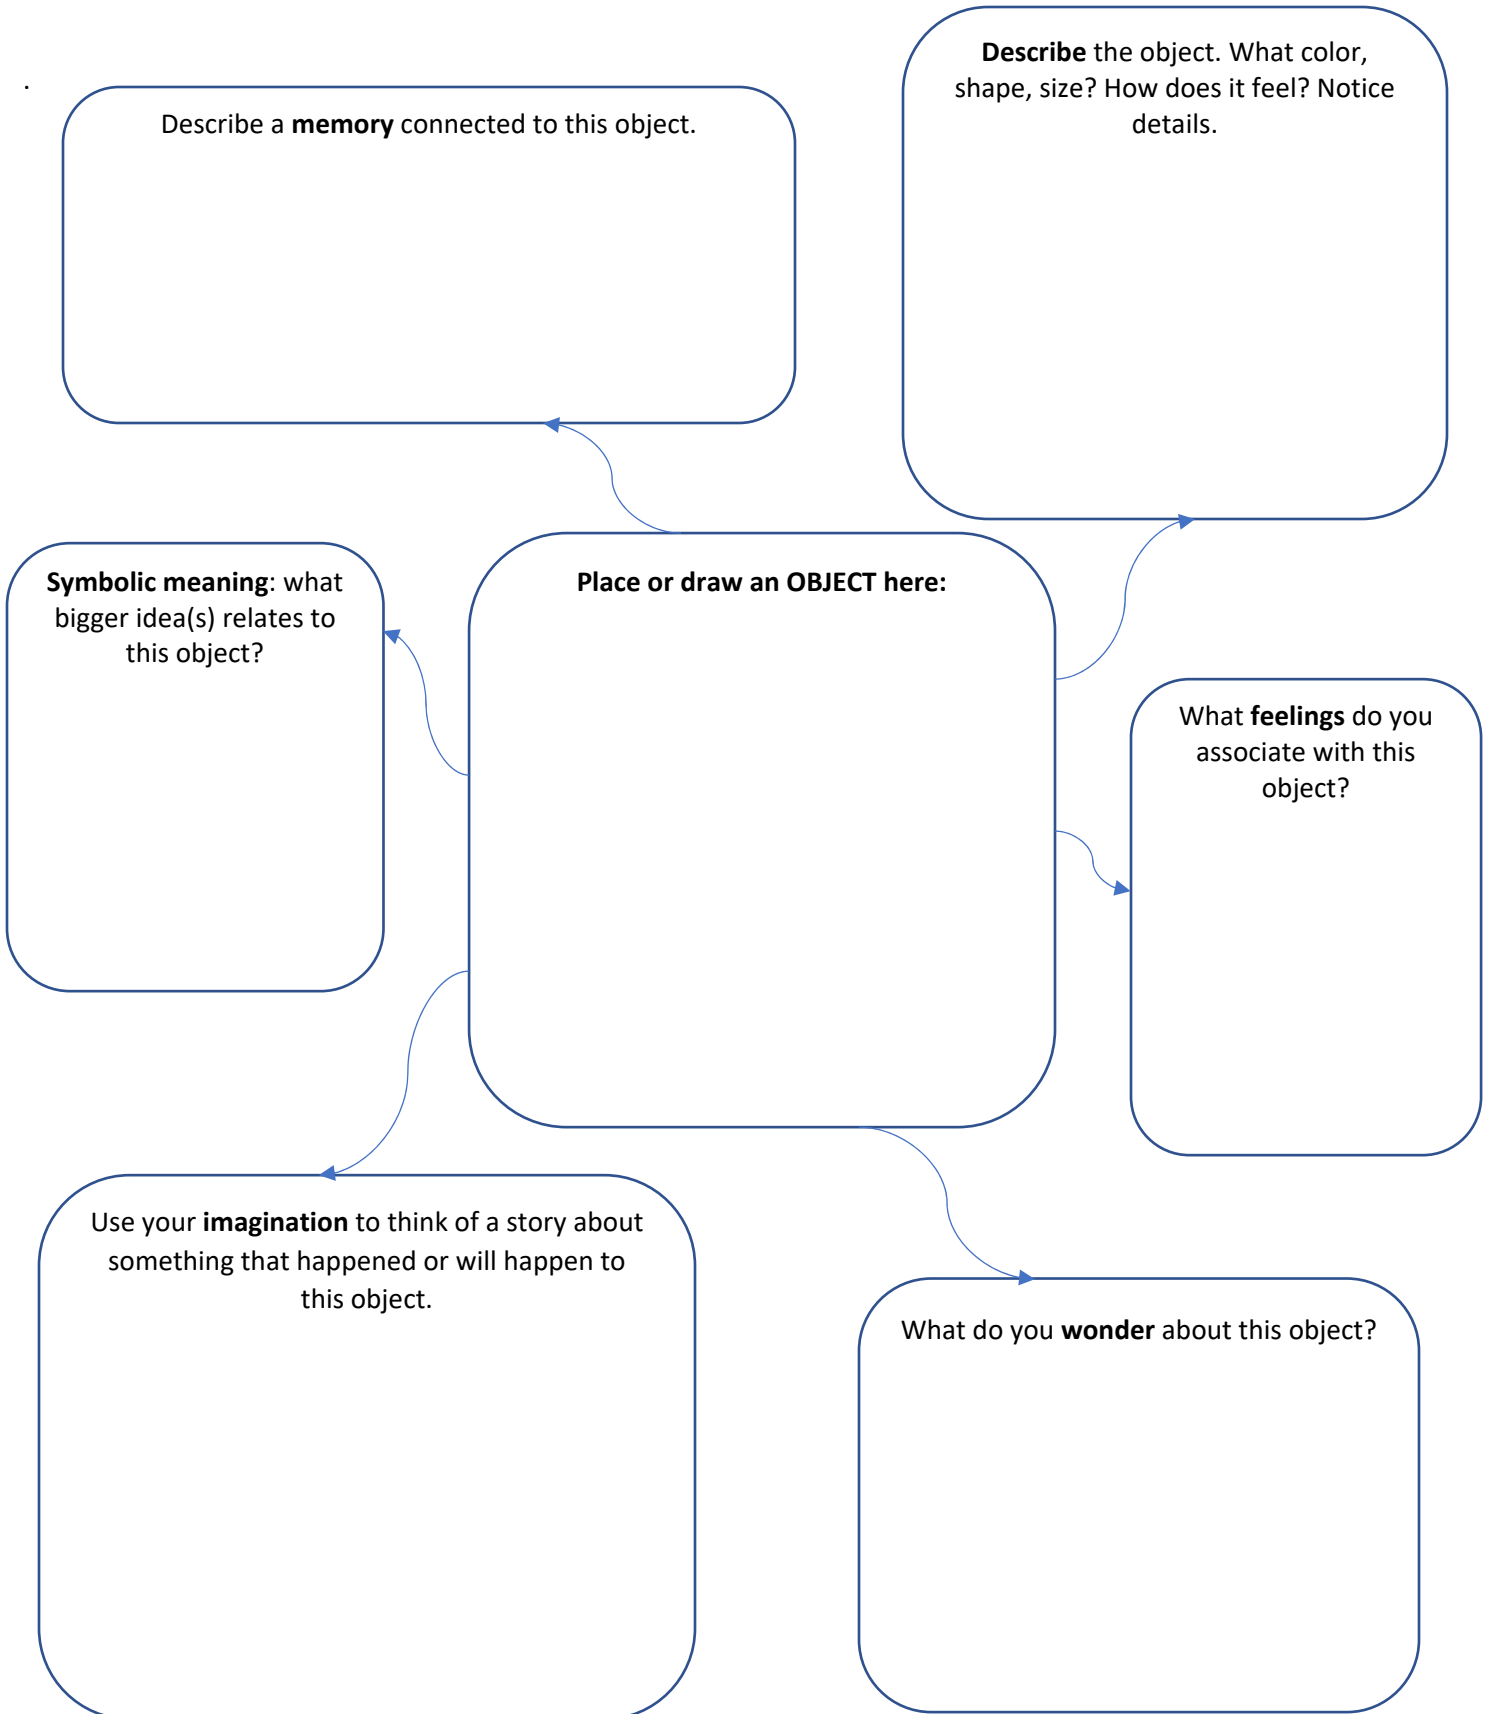 .
Describe a memory connected to this object.
Describe the object. What color,
shape, size? How does it feel? Notice
details.
Symbolic meaning: what
bigger idea(s) relates to
this object?
Place or draw an OBJECT here:
What feelings do you
associate with this
object?
Use your imagination to think of a story about
something that happened or will happen to
this object.
What do you wonder about this object?